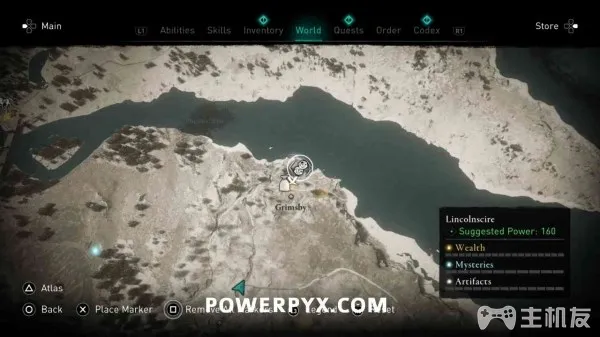 Main
L1 Abilities Skills Inventory World Quests Order Codex R1
Store
Grimsby
Lincolnscire
Suggested Power: 160
Wealth
Mysteries
Artifacts
Atlas
Back Place Marker
POWERPYX.COM
主机友